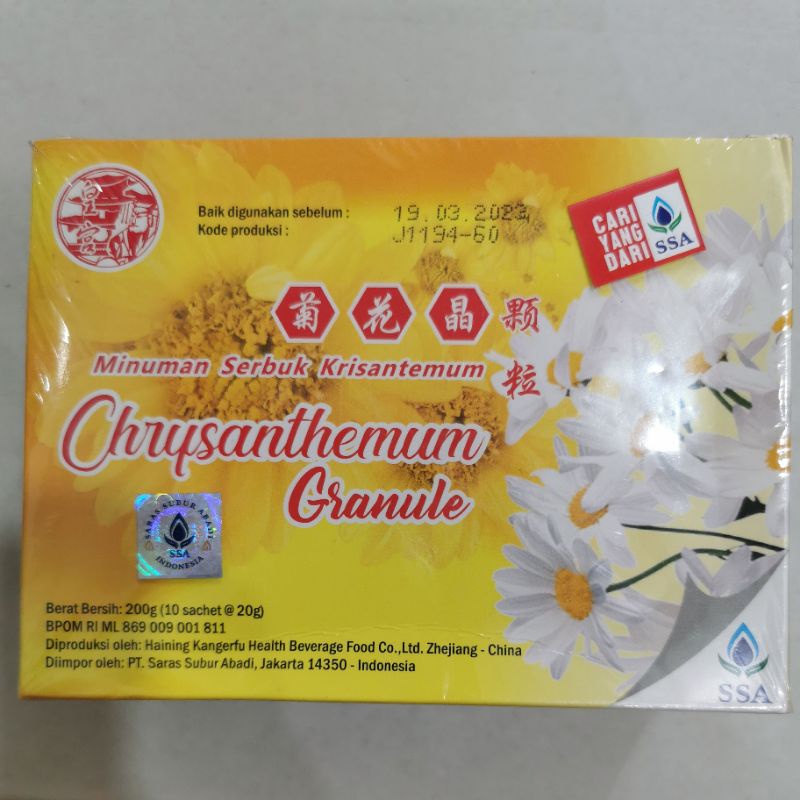 皇宫
Baik digunakan sebelum : 19.03.2023
Kode produksi : J1194-60
CARI
YANG
DARI
SSA
菊花晶颗粒
Minuman Serbuk Krisantemum
Chrysanthemum
Granule
SARAS SUBUR ABADI
SSA
INDONESIA
Berat Bersih: 200g (10 sachet @ 20g)
BPOM RI ML 869 009 001 811
Diproduksi oleh: Haining Kangerfu Health Beverage Food Co.,Ltd. Zhejiang - China
Diimpor oleh: PT. Saras Subur Abadi, Jakarta 14350 - Indonesia
SSA